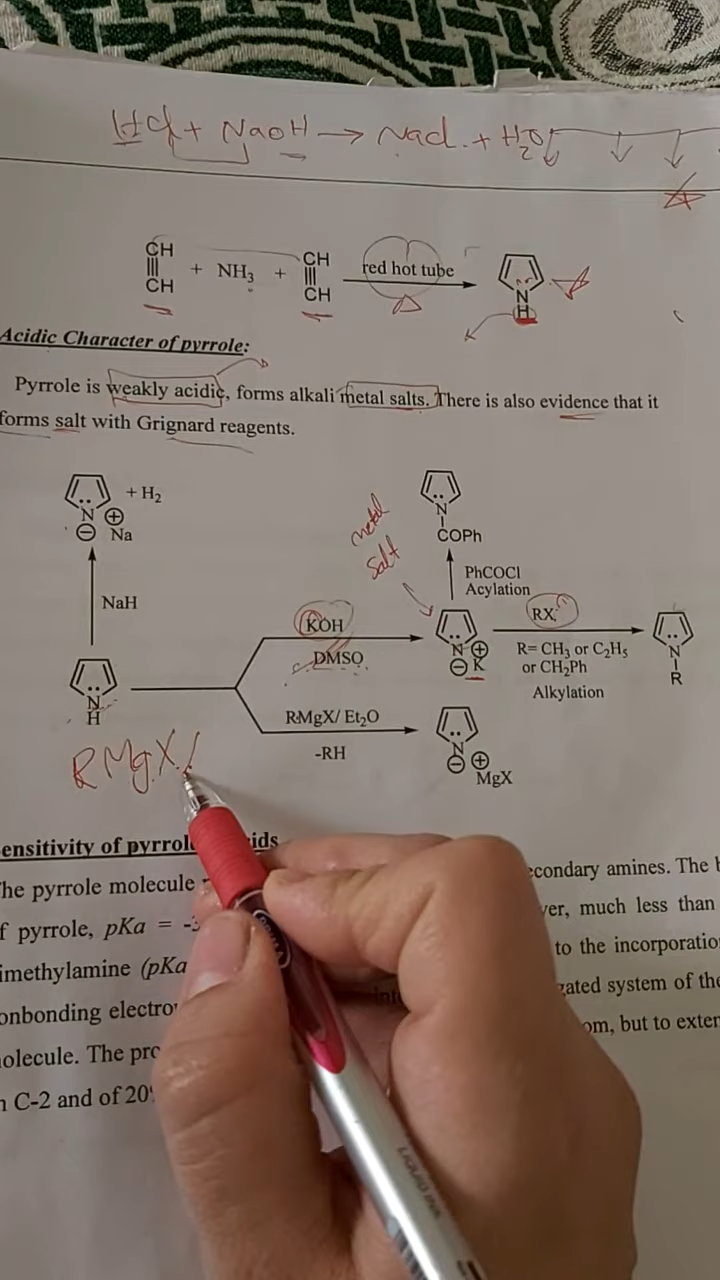 HCl + NaOH → NaCl + H₂O
CH CH
||| + NH₃ + ||| red hot tube
CH CH
N
H
Acidic Character of pyrrole:
Pyrrole is weakly acidic, forms alkali metal salts. There is also evidence that it
forms salt with Grignard reagents.
N ⊕ + H₂
⊖ Na
NaH
N
H
metal
salt
N
COPh
PhCOCl
Acylation
KOH
DMSO
N ⊕
⊖ K
RX
R= CH₃ or C₂H₅
or CH₂Ph
Alkylation
N
R
RMgX/ Et₂O
-RH
N
⊖ ⊕
MgX
RMgX/
ensitivity of pyrrol ids
he pyrrole molecule econdary amines. The
f pyrrole, pKa = - ver, much less than
imethylamine (pKa to the incorporatio
onbonding electro gated system of the
olecule. The pro om, but to exten
C-2 and of 20